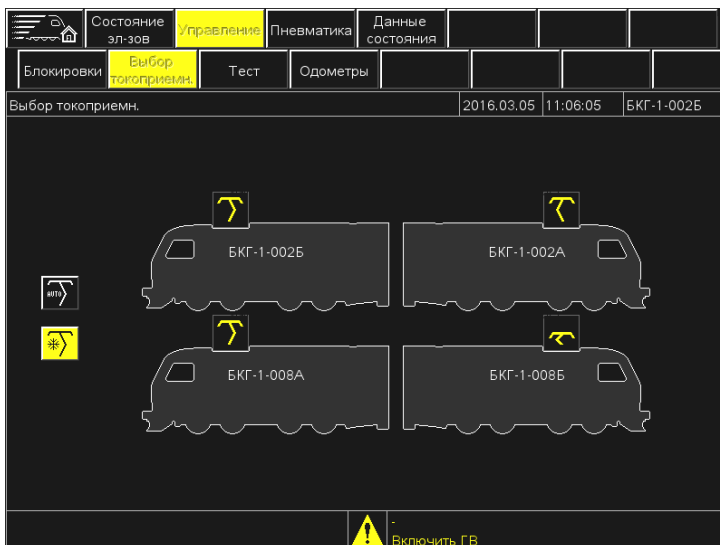 Состояние
эл-зов
Управление
Пневматика
Данные
состояния
Блокировки
Выбор
токоприемн.
Тест
Одометры
Выбор токоприемн.
2016.03.05
11:06:05
БКГ-1-002Б
БКГ-1-002Б
БКГ-1-002А
AUTO
БКГ-1-008А
БКГ-1-008Б
-
Включить ГВ